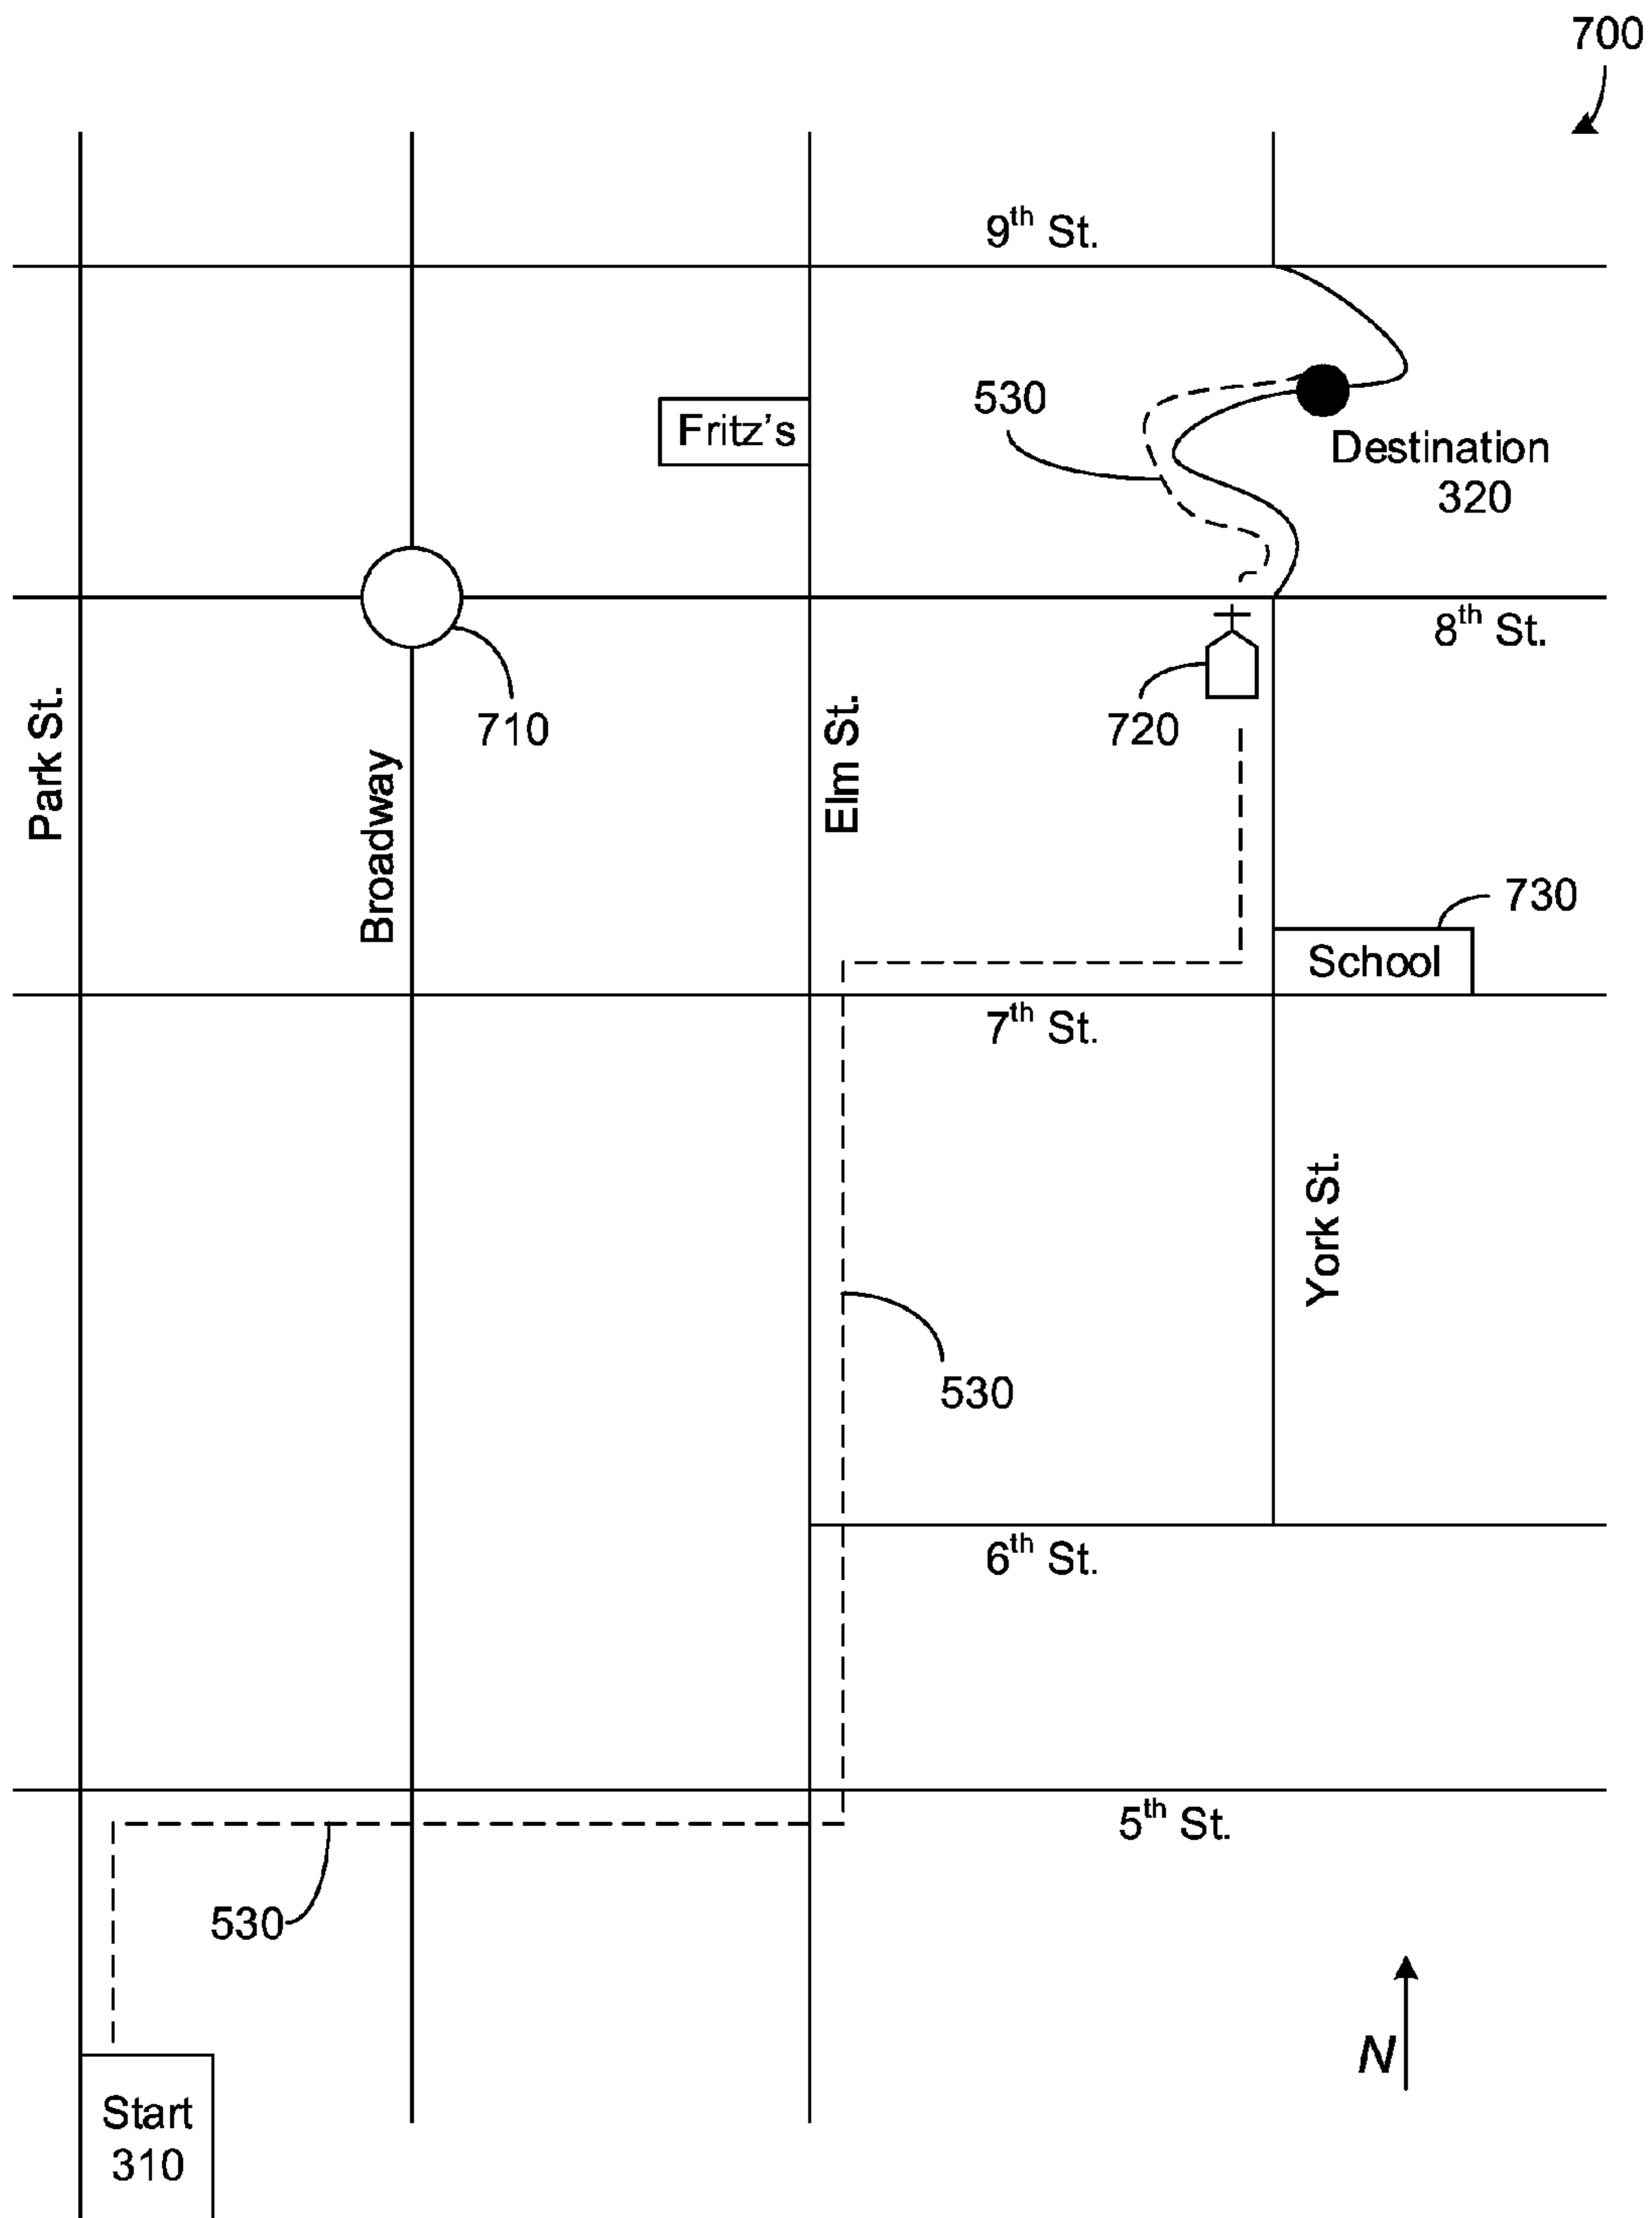 700
9th St.
530
Fritz's
Destination
320
8th St.
Park St.
710
Elm St.
720
Broadway
730
School
7th St.
York St.
530
6th St.
5th St.
530
N
Start
310